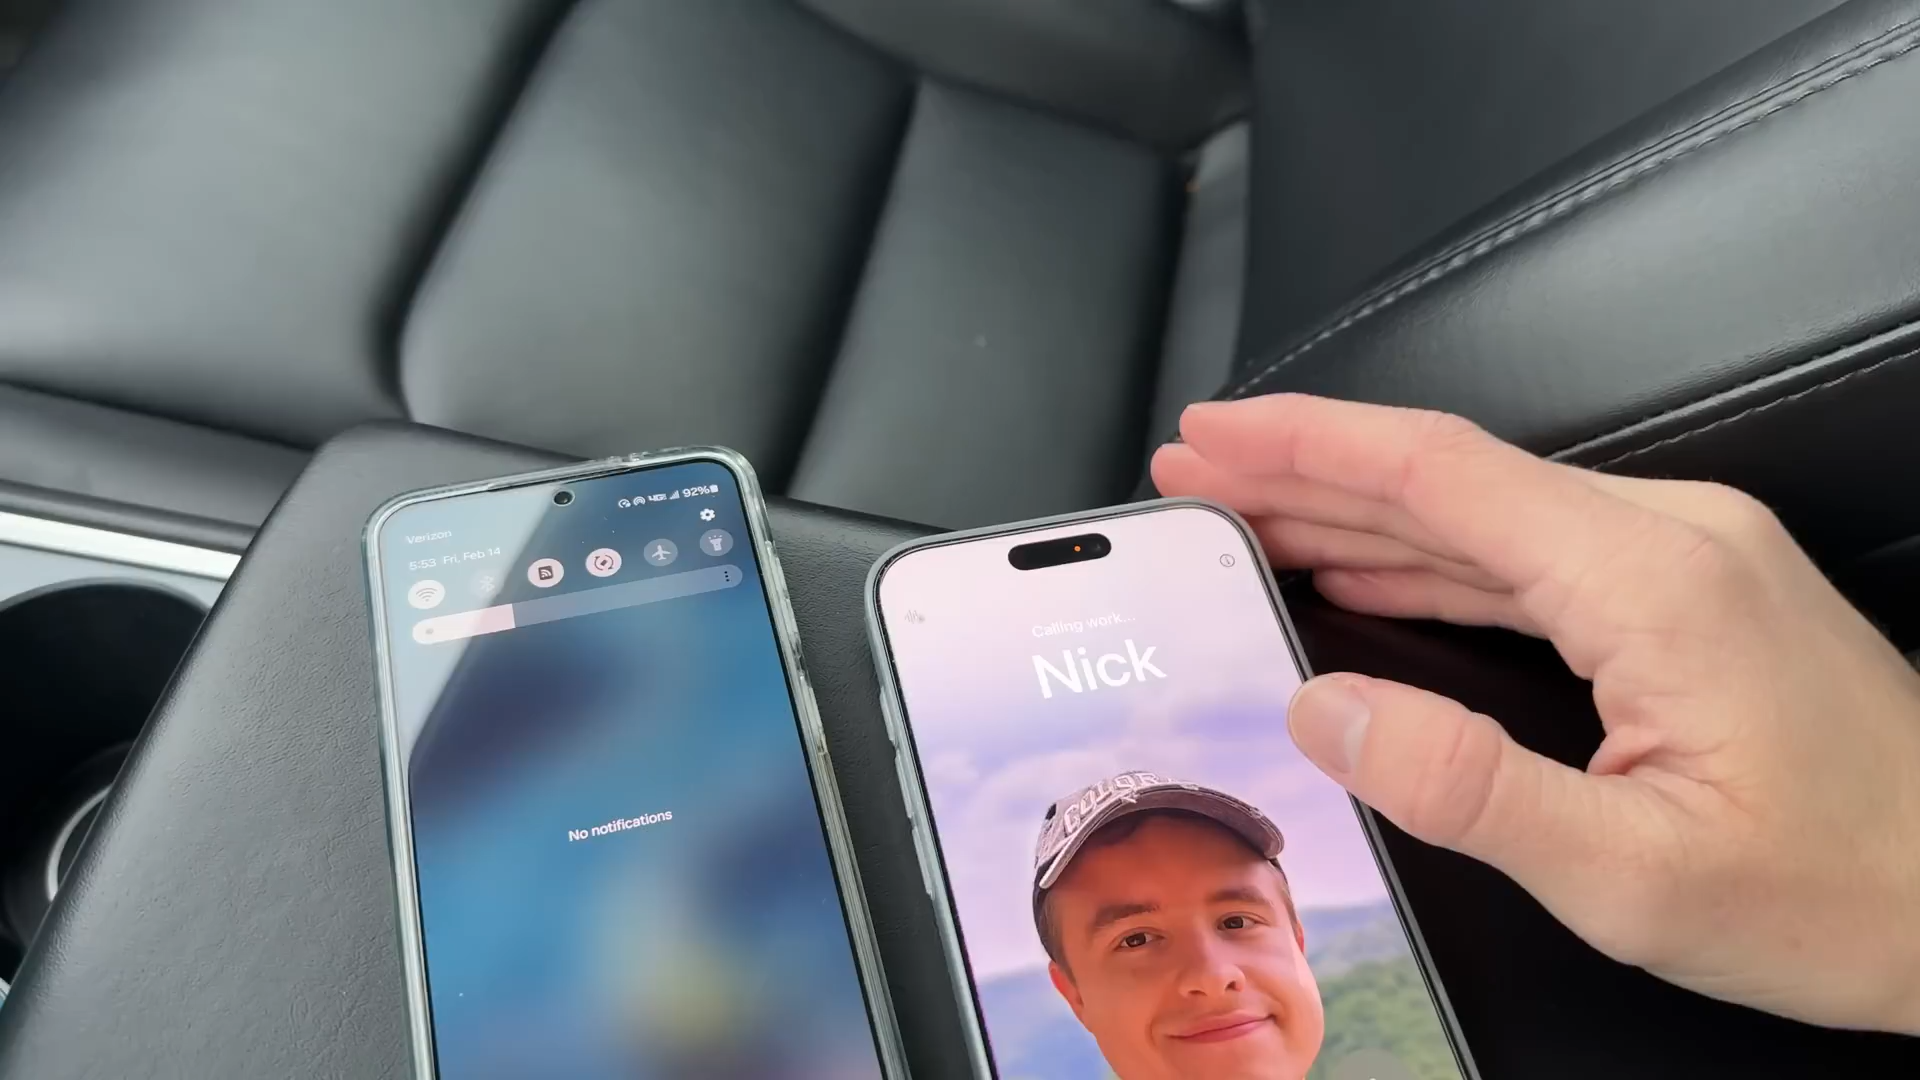 Verizon
92%
5:53 Fri, Feb 14
No notifications
Calling work...
Nick